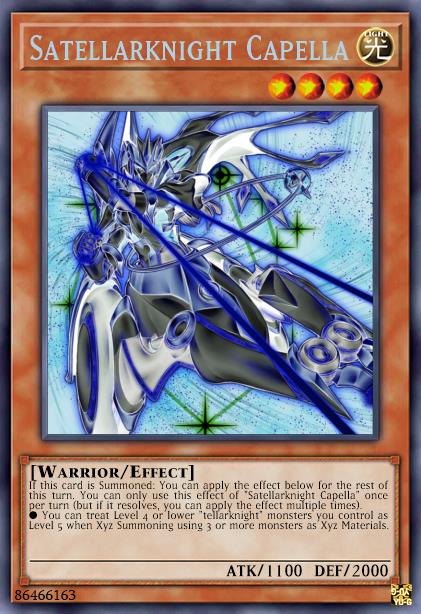 Satellarknight Capella
LIGHT
光
[Warrior/Effect]
If this card is Summoned: You can apply the effect below for the rest of
this turn. You can only use this effect of "Satellarknight Capella" once
per turn (but if it resolves, you can apply the effect multiple times).
● You can treat Level 4 or lower "tellarknight" monsters you control as
Level 5 when Xyz Summoning using 3 or more monsters as Xyz Materials.
ATK/1100 DEF/2000
86466163